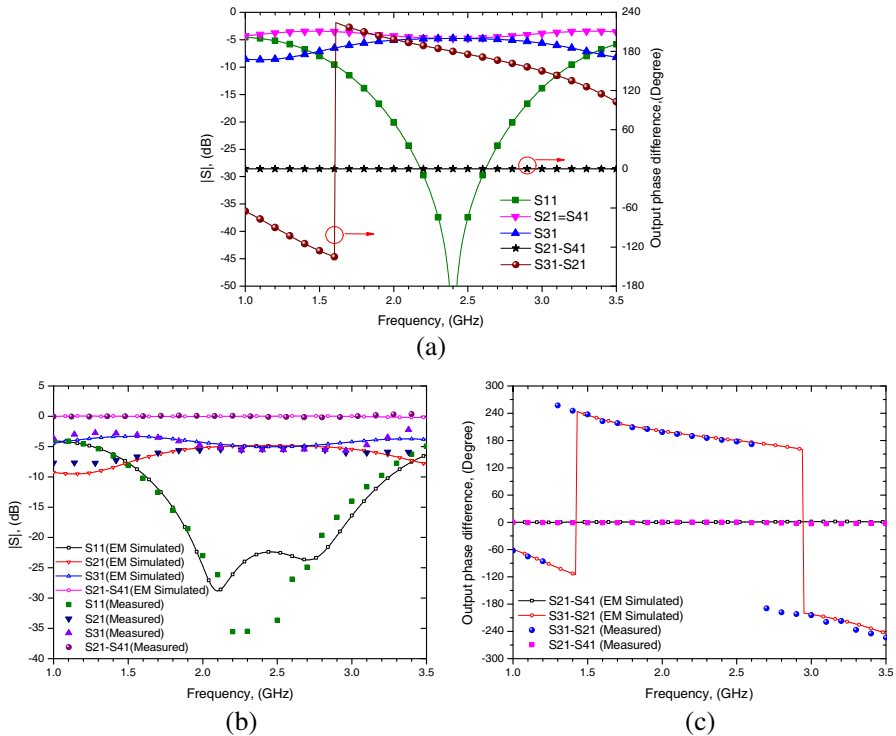 0
-5
-10
-15
-20
-25
-30
-35
-40
-45
-50
|S|, (dB)
240
180
120
60
0
-60
-120
-180
Output phase difference,(Degree)
S11
S21=S41
S31
S21-S41
S31-S21
1.0 1.5 2.0 2.5 3.0 3.5
Frequency, (GHz)
(a)
5
0
-5
-10
-15
-20
-25
-30
-35
-40
|S|, (dB)
S11(EM Simulated)
S21(EM Simulated)
S31(EM Simulated)
S21-S41(EM Simulated)
S11(Measured)
S21(Measured)
S31(Measured)
S21-S41(Measured)
1.0 1.5 2.0 2.5 3.0 3.5
Frequency, (GHz)
(b)
300
240
180
120
60
0
-60
-120
-180
-240
-300
Output phase difference, (Degree)
S21-S41 (EM Simulated)
S31-S21 (EM Simulated)
S31-S21 (Measured)
S21-S41 (Measured)
1.0 1.5 2.0 2.5 3.0 3.5
Frequency, (GHz)
(c)